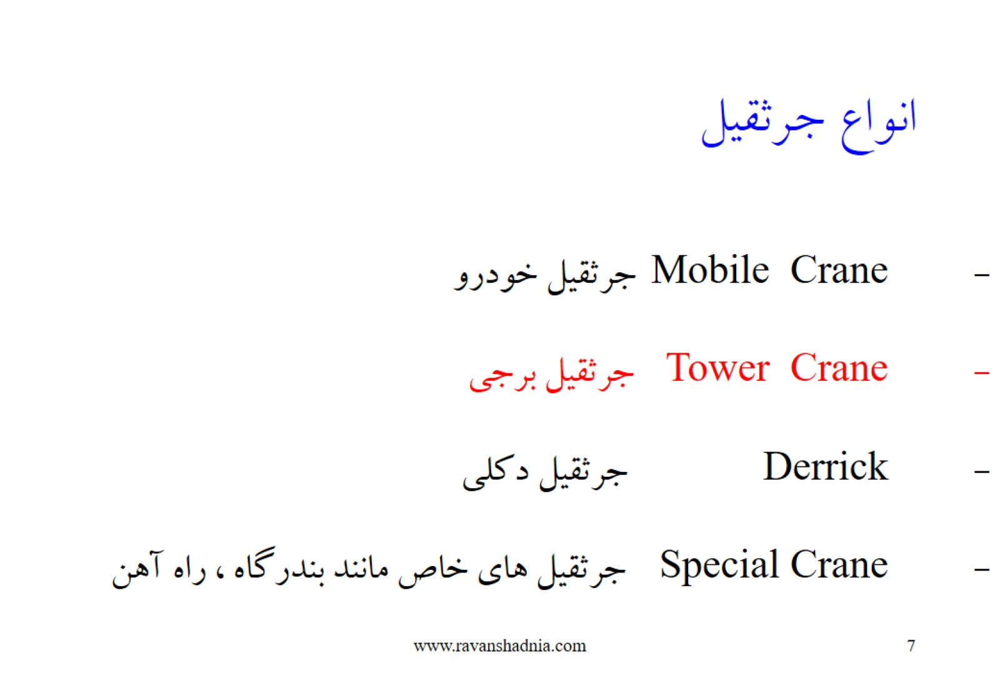 انواع جرثقیل
– Mobile Crane جرثقیل خودرو
– Tower Crane جرثقیل برجی
– Derrick جرثقیل دکلی
– Special Crane جرثقیل های خاص مانند بندرگاه ، راه آهن
www.ravanshadnia.com 7